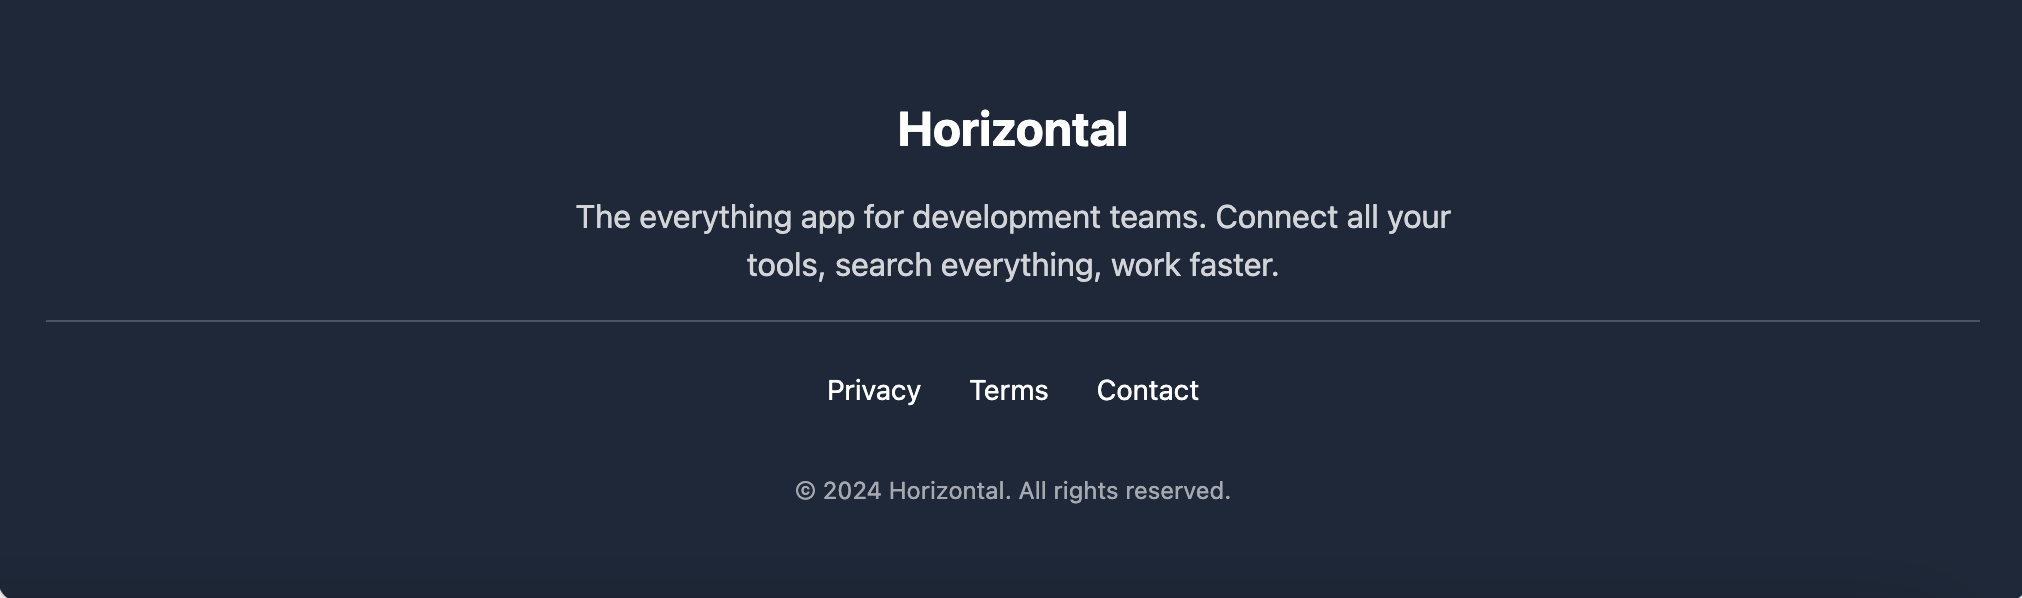 Horizontal
The everything app for development teams. Connect all your
tools, search everything, work faster.
Privacy Terms Contact
© 2024 Horizontal. All rights reserved.